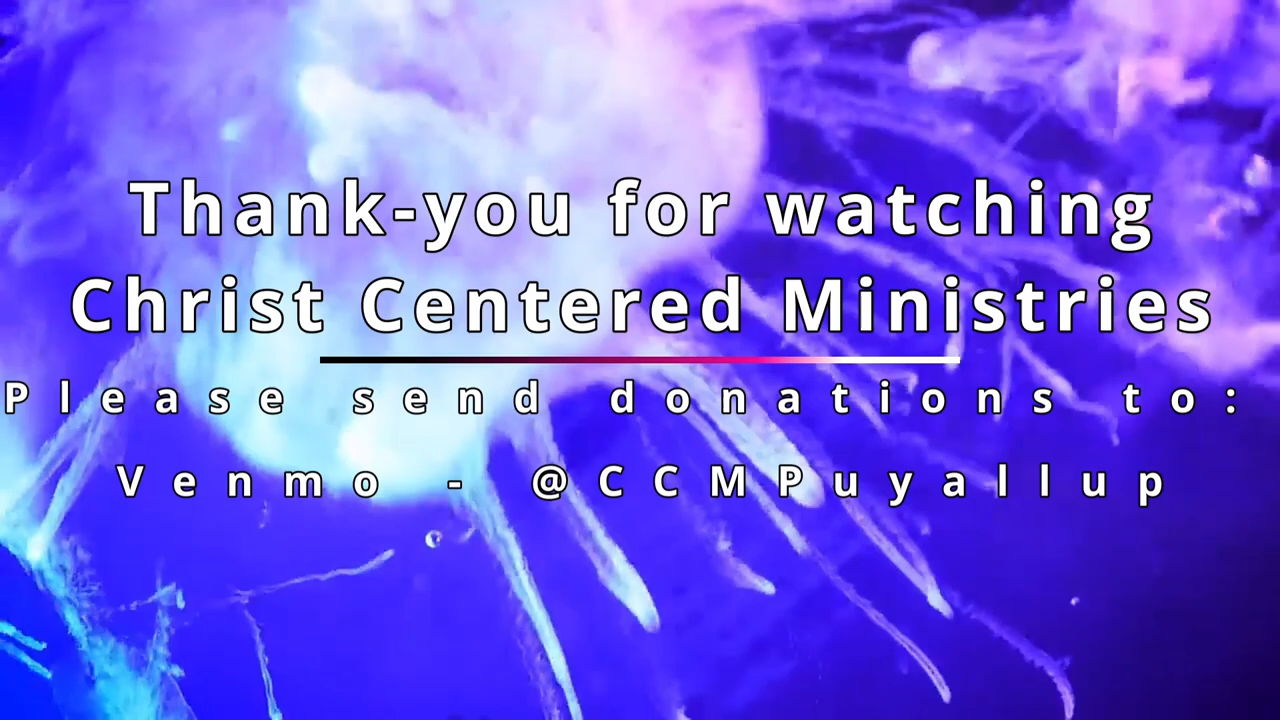 Thank-you for watching
Christ Centered Ministries
Please send donations to:
Venmo - @CCMPuyallup